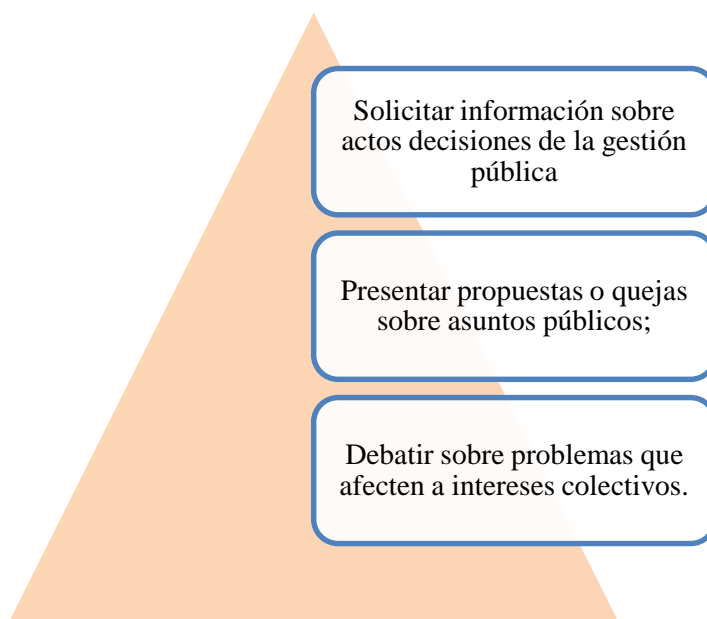 Solicitar información sobre
actos decisiones de la gestión
pública
Presentar propuestas o quejas
sobre asuntos públicos;
Debatir sobre problemas que
afecten a intereses colectivos.